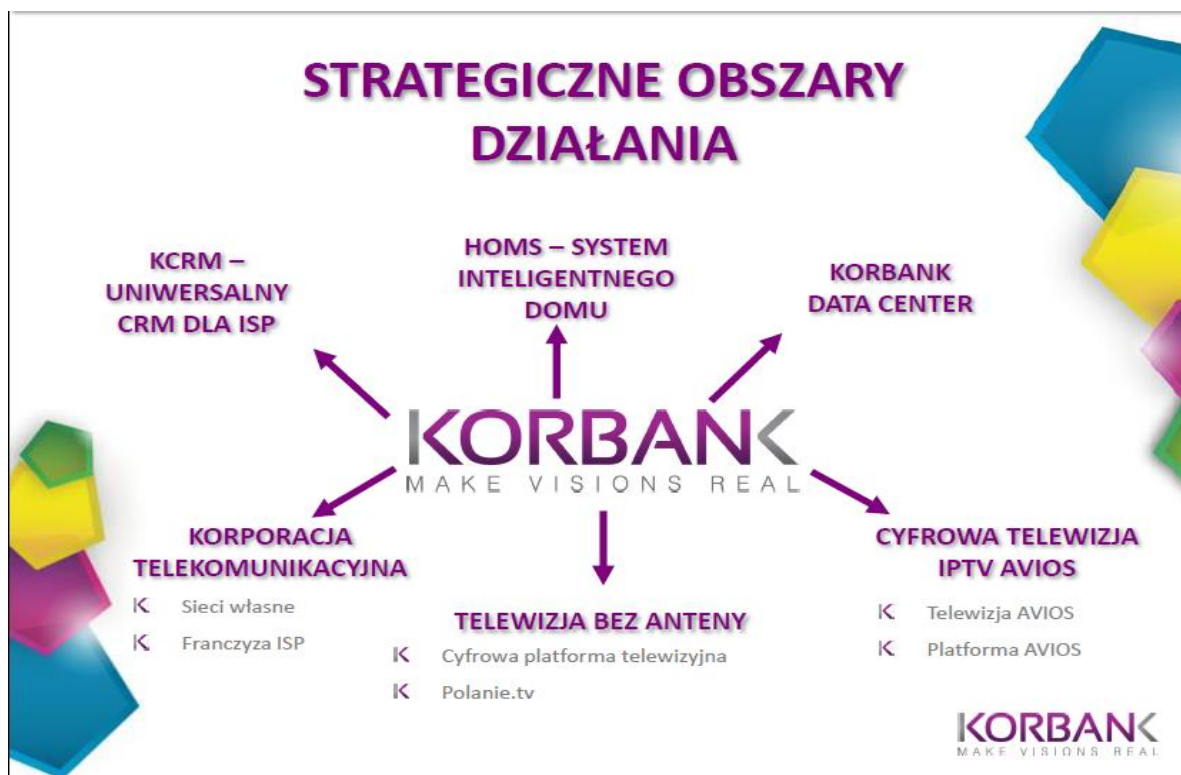 STRATEGICZNE OBSZARY
DZIAŁANIA
KCRM –
UNIWERSALNY
CRM DLA ISP
HOMS – SYSTEM
INTELIGENTNEGO
DOMU
KORBANK
DATA CENTER
KORBANK
MAKE VISIONS REAL
KORPORACJA
TELEKOMUNIKACYJNA
Sieci własne
Franczyza ISP
TELEWIZJA BEZ ANTENY
Cyfrowa platforma telewizyjna
Polanie.tv
CYFROWA TELEWIZJA
IPTV AVIOS
Telewizja AVIOS
Platforma AVIOS
KORBANK
MAKE VISIONS REAL